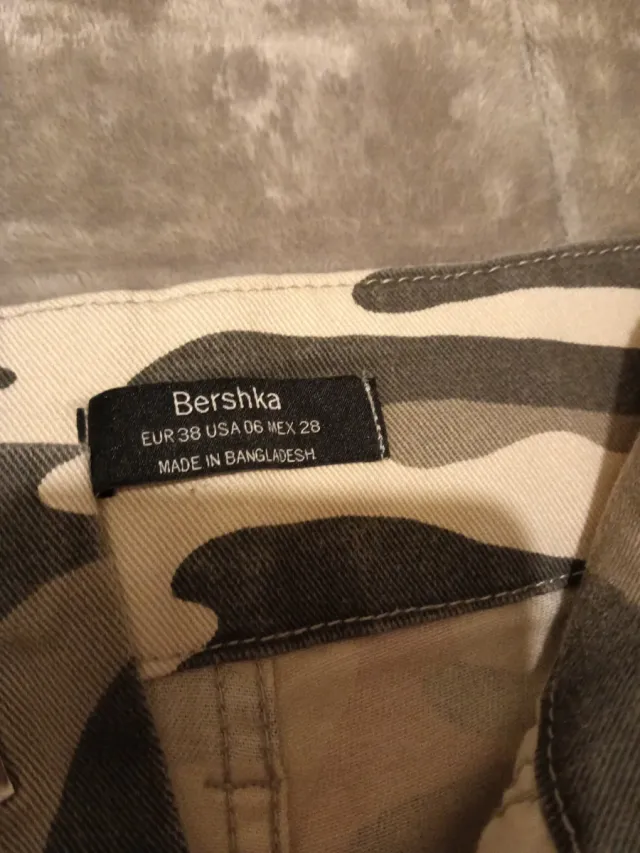 Bershka
EUR 38 USA 06 MEX 28
MADE IN BANGLADESH